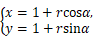 {x = 1 + rcosα,
y = 1 + rsinα